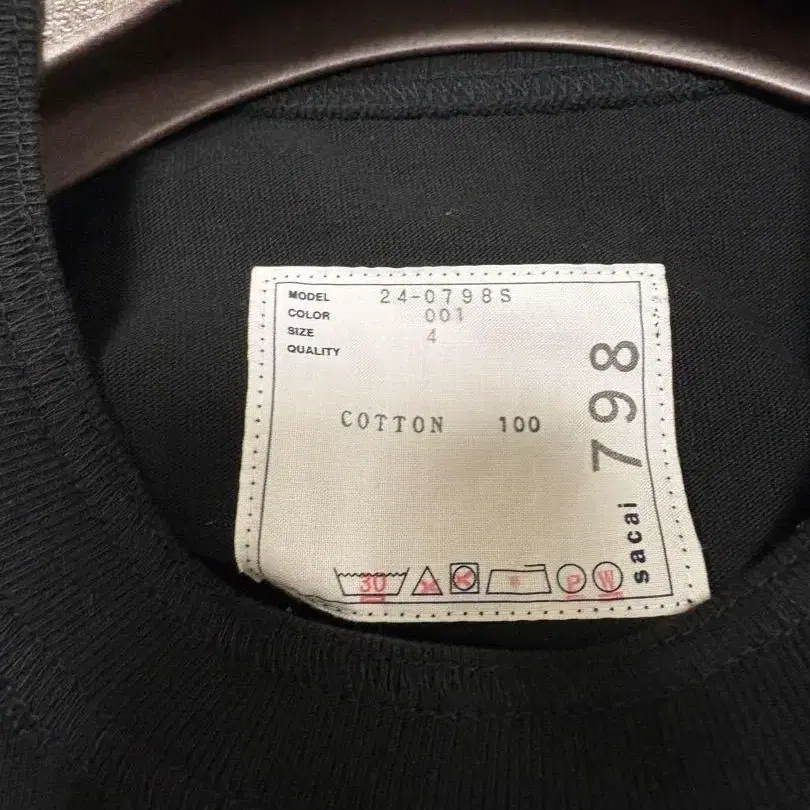 MODEL 24-0798S
COLOR 001
SIZE 4
QUALITY
COTTON 100
sacai 798
30 P W